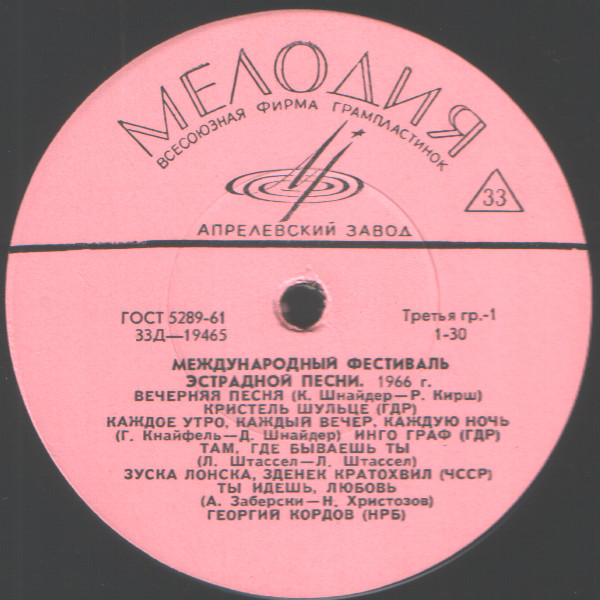 МЕЛОДИЯ
ВСЕСОЮЗНАЯ ФИРМА ГРАМПЛАСТИНОК
33
АПРЕЛЕВСКИЙ ЗАВОД
ГОСТ 5289-61 Третья гр.-1
33Д—19465 1-30
МЕЖДУНАРОДНЫЙ ФЕСТИВАЛЬ
ЭСТРАДНОЙ ПЕСНИ. 1966 г.
ВЕЧЕРНЯЯ ПЕСНЯ (К. Шнайдер—Р. Кирш)
КРИСТЕЛЬ ШУЛЬЦЕ (ГДР)
КАЖДОЕ УТРО, КАЖДЫЙ ВЕЧЕР, КАЖДУЮ НОЧЬ
(Г. Кнайфель—Д. Шнайдер) ИНГО ГРАФ (ГДР)
ТАМ, ГДЕ БЫВАЕШЬ ТЫ
(Л. Штассел—Л. Штассел)
ЗУСКА ЛОНСКА, ЗДЕНЕК КРАТОХВИЛ (ЧССР)
ТЫ ИДЕШЬ, ЛЮБОВЬ
(А. Заберски—Н. Христозов)
ГЕОРГИЙ КОРДОВ (НРБ)